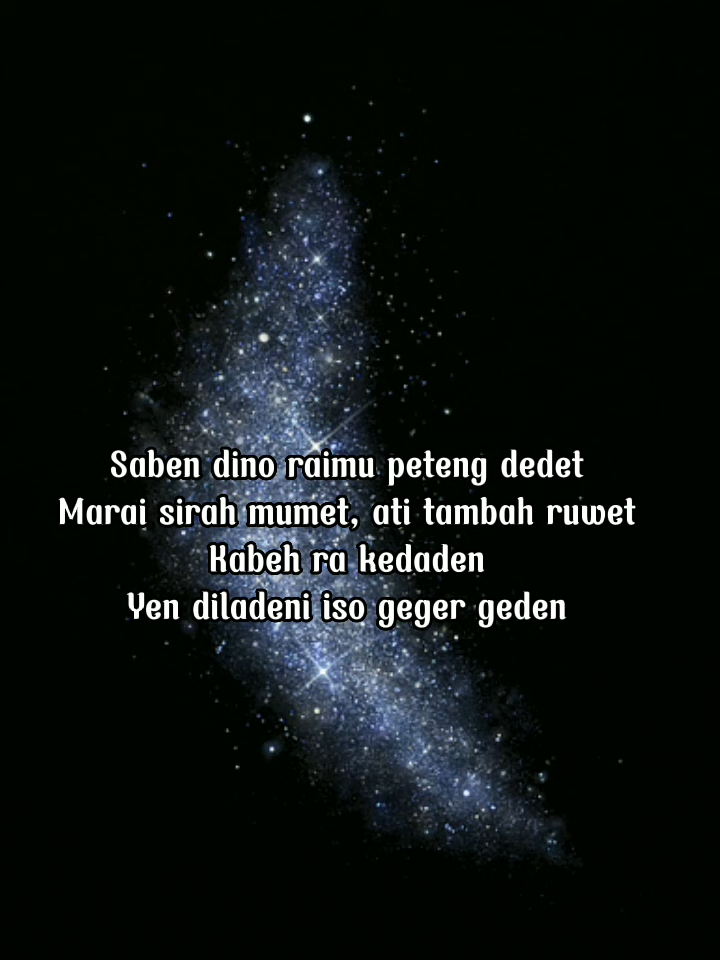 Saben dino raimu peteng dedet
Marai sirah mumet, ati tambah ruwet
Kabeh ra kedaden
Yen diladeni iso geger geden